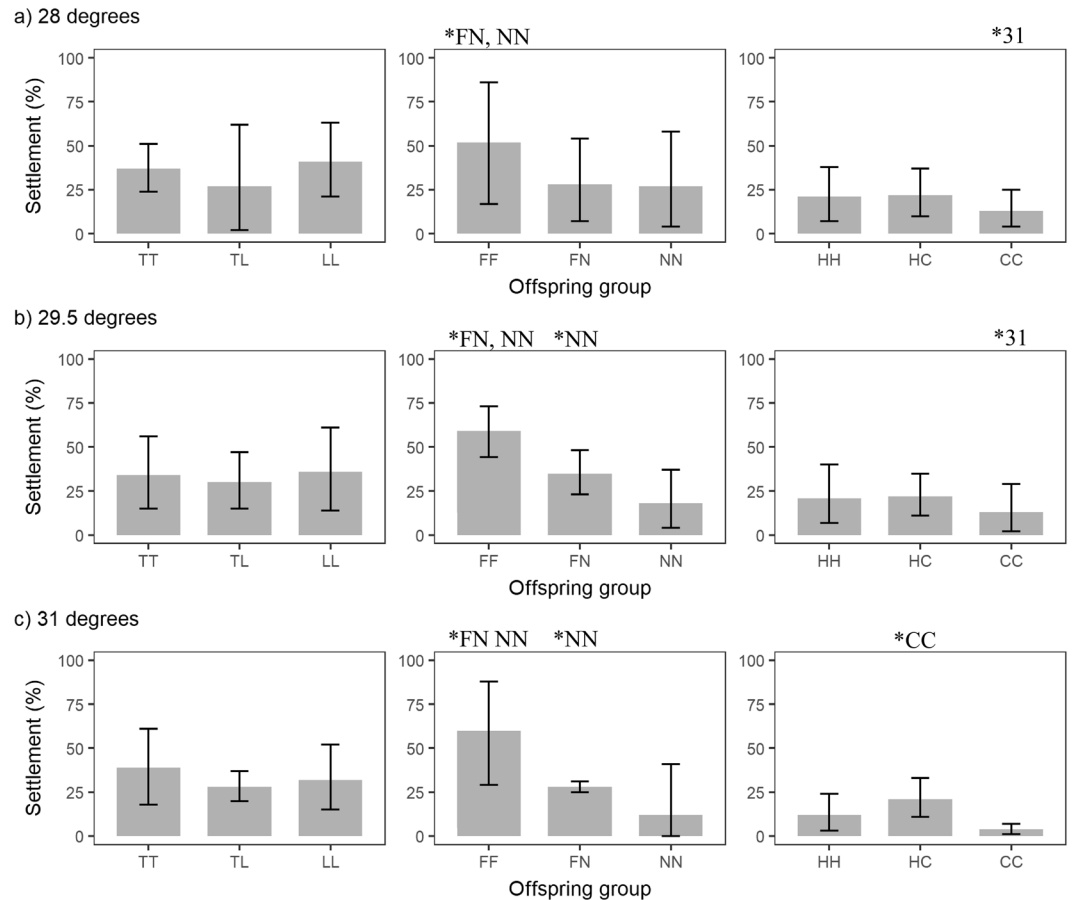 a) 28 degrees
*FN, NN
*31
Settlement (%)
100
75
50
25
0
TT
TL
LL
100
75
50
25
0
FF
FN
NN
100
75
50
25
0
HH
HC
CC
Offspring group
b) 29.5 degrees
*FN, NN *NN
*31
Settlement (%)
100
75
50
25
0
TT
TL
LL
100
75
50
25
0
FF
FN
NN
100
75
50
25
0
HH
HC
CC
Offspring group
c) 31 degrees
*FN NN *NN
*CC
Settlement (%)
100
75
50
25
0
TT
TL
LL
100
75
50
25
0
FF
FN
NN
100
75
50
25
0
HH
HC
CC
Offspring group